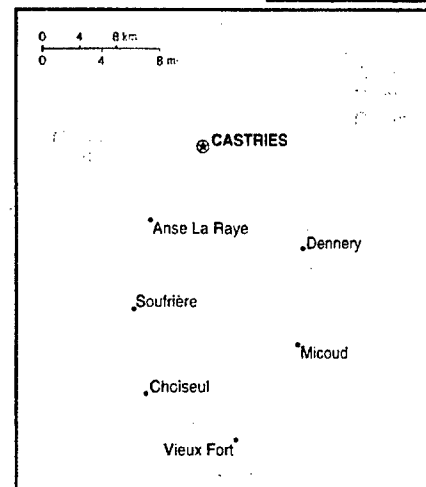 0 4 8 km
0 4 8 m
CASTRIES
Anse La Raye
Dennery
Soufrière
Micoud
Choiseul
Vieux Fort